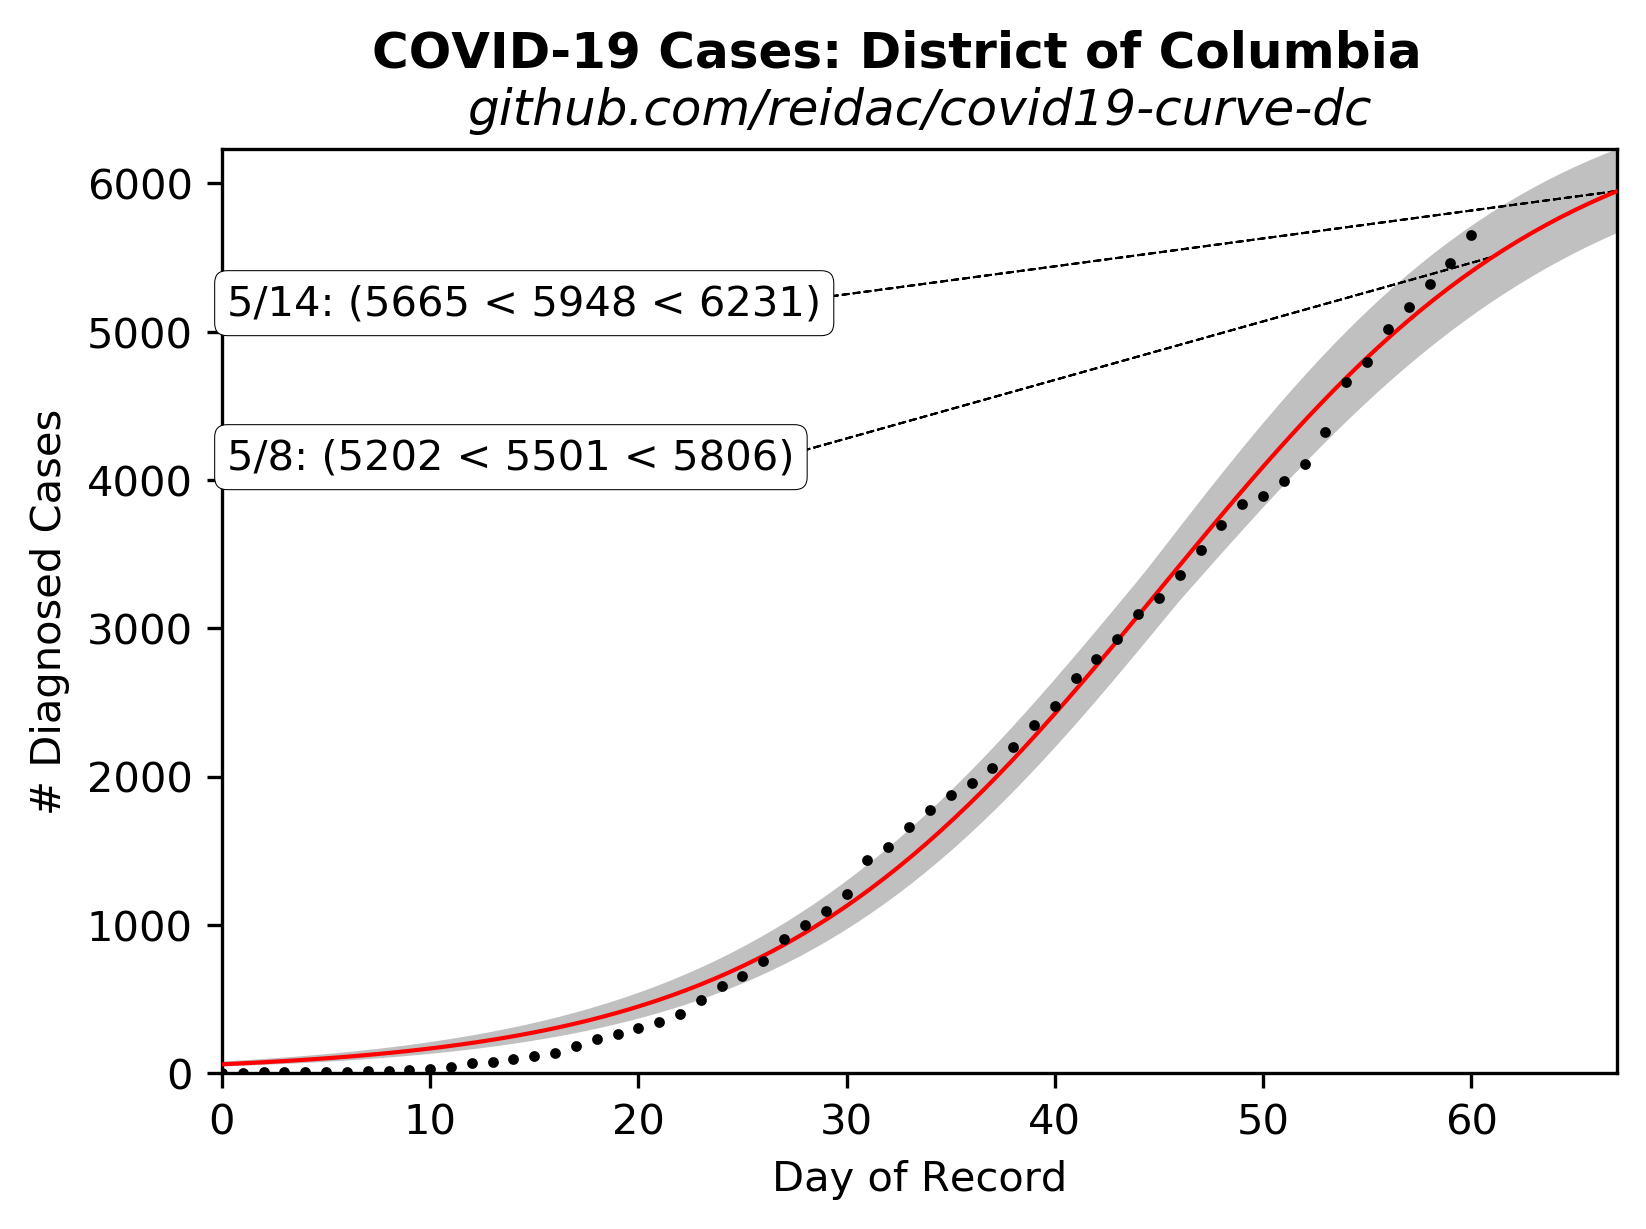 COVID-19 Cases: District of Columbia
github.com/reidac/covid19-curve-dc
6000
5000
4000
3000
2000
1000
0
# Diagnosed Cases
5/14: (5665 < 5948 < 6231)
5/8: (5202 < 5501 < 5806)
0 10 20 30 40 50 60
Day of Record